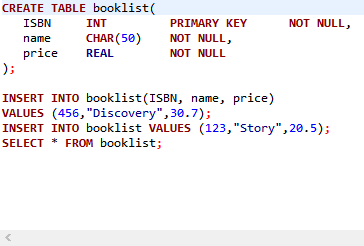 CREATE TABLE booklist(
ISBN INT PRIMARY KEY NOT NULL,
name CHAR(50) NOT NULL,
price REAL NOT NULL
);
INSERT INTO booklist(ISBN, name, price)
VALUES (456,"Discovery",30.7);
INSERT INTO booklist VALUES (123,"Story",20.5);
SELECT * FROM booklist;